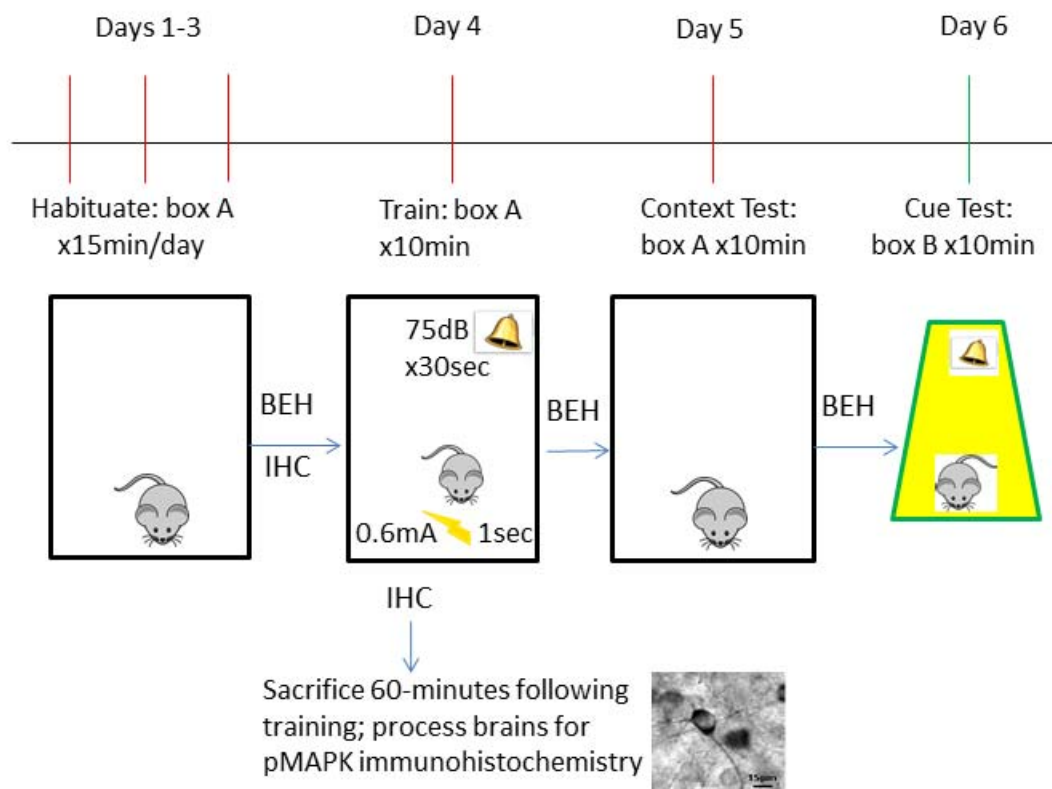 Days 1-3
Day 4
Day 5
Day 6
Habituate: box A
x15min/day
Train: box A
x10min
Context Test:
box A x10min
Cue Test:
box B x10min
75dB
x30sec
BEH
IHC
0.6mA
1sec
BEH
BEH
IHC
Sacrifice 60-minutes following
training; process brains for
pMAPK immunohistochemistry
15µm